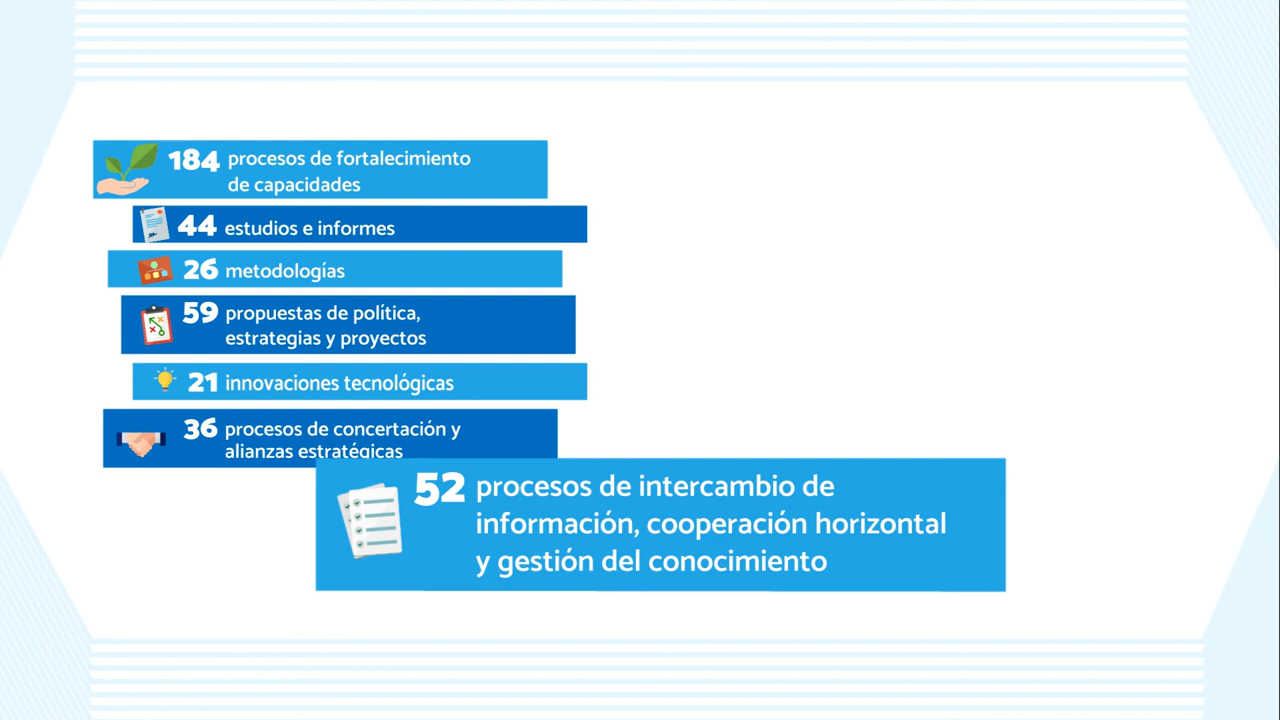 184 procesos de fortalecimiento
de capacidades
44 estudios e informes
26 metodologías
59 propuestas de política,
estrategias y proyectos
21 innovaciones tecnológicas
36 procesos de concertación y
alianzas estratégicas
52 procesos de intercambio de
información, cooperación horizontal
y gestión del conocimiento